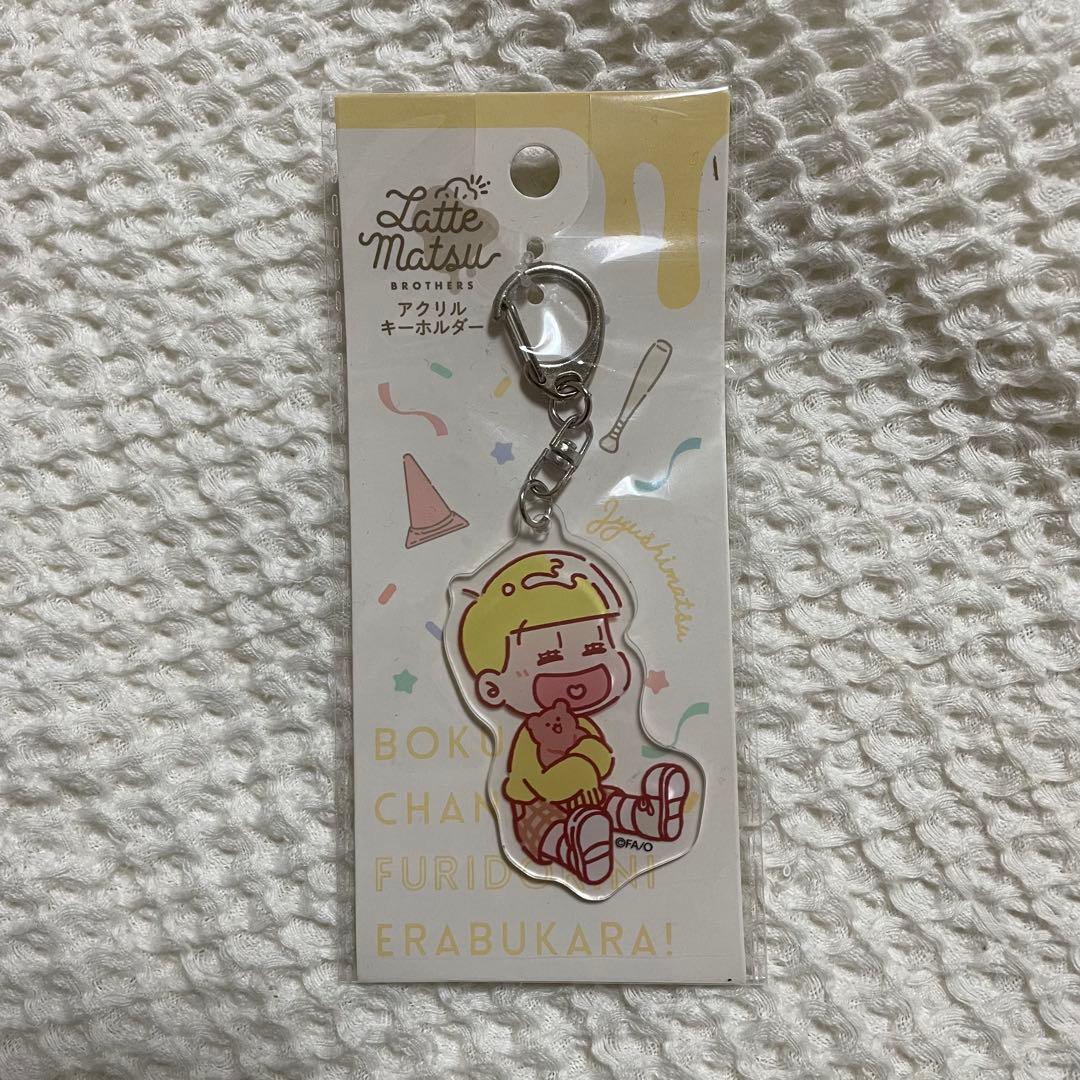 Latte
Matsu
BROTHERS
アクリル
キーホルダー
Jyushimatsu
BOKU
CHAN
FURIDO
NI
ERABUKARA!
©FA/O